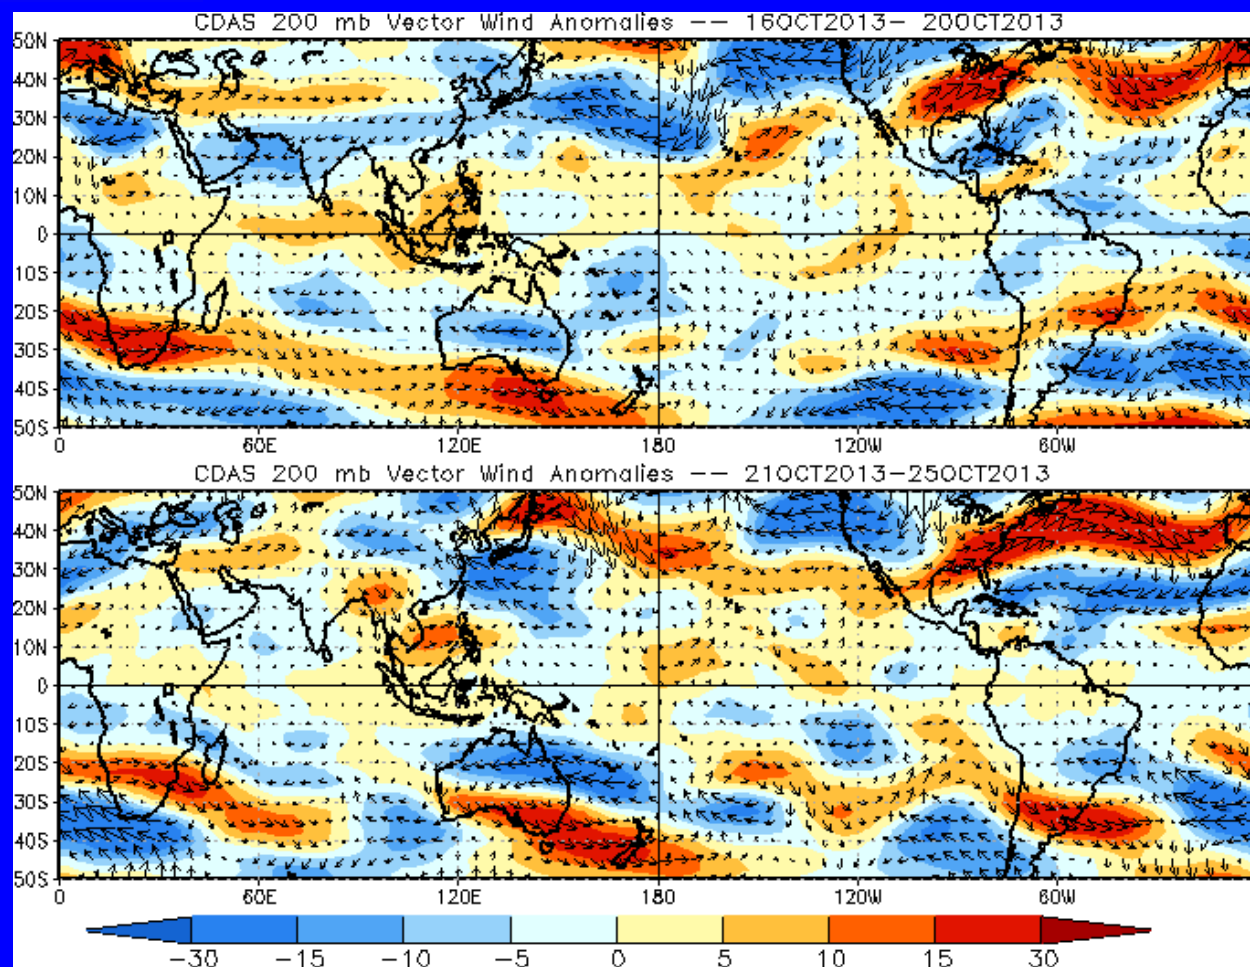 CDAS 200 mb Vector Wind Anomalies -- 16OCT2013- 20OCT2013
50N
40N
30N
20N
10N
0
10S
20S
30S
40S
50S
0 60E 120E 180 120W 60W
CDAS 200 mb Vector Wind Anomalies -- 21OCT2013-25OCT2013
50N
40N
30N
20N
10N
0
10S
20S
30S
40S
50S
0 60E 120E 180 120W 60W
-30 -15 -10 -5 0 5 10 15 30